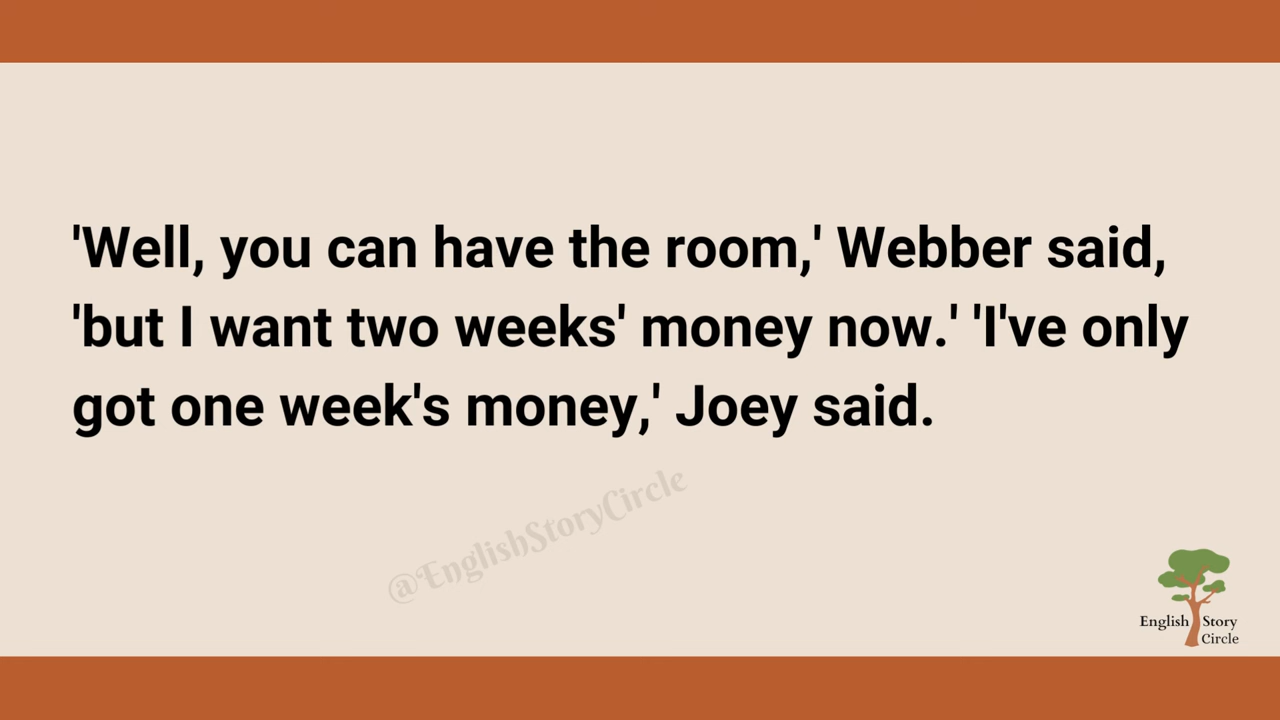 'Well, you can have the room,' Webber said,
'but I want two weeks' money now.' 'I've only
got one week's money,' Joey said.
@EnglishStoryCircle
English Story
Circle